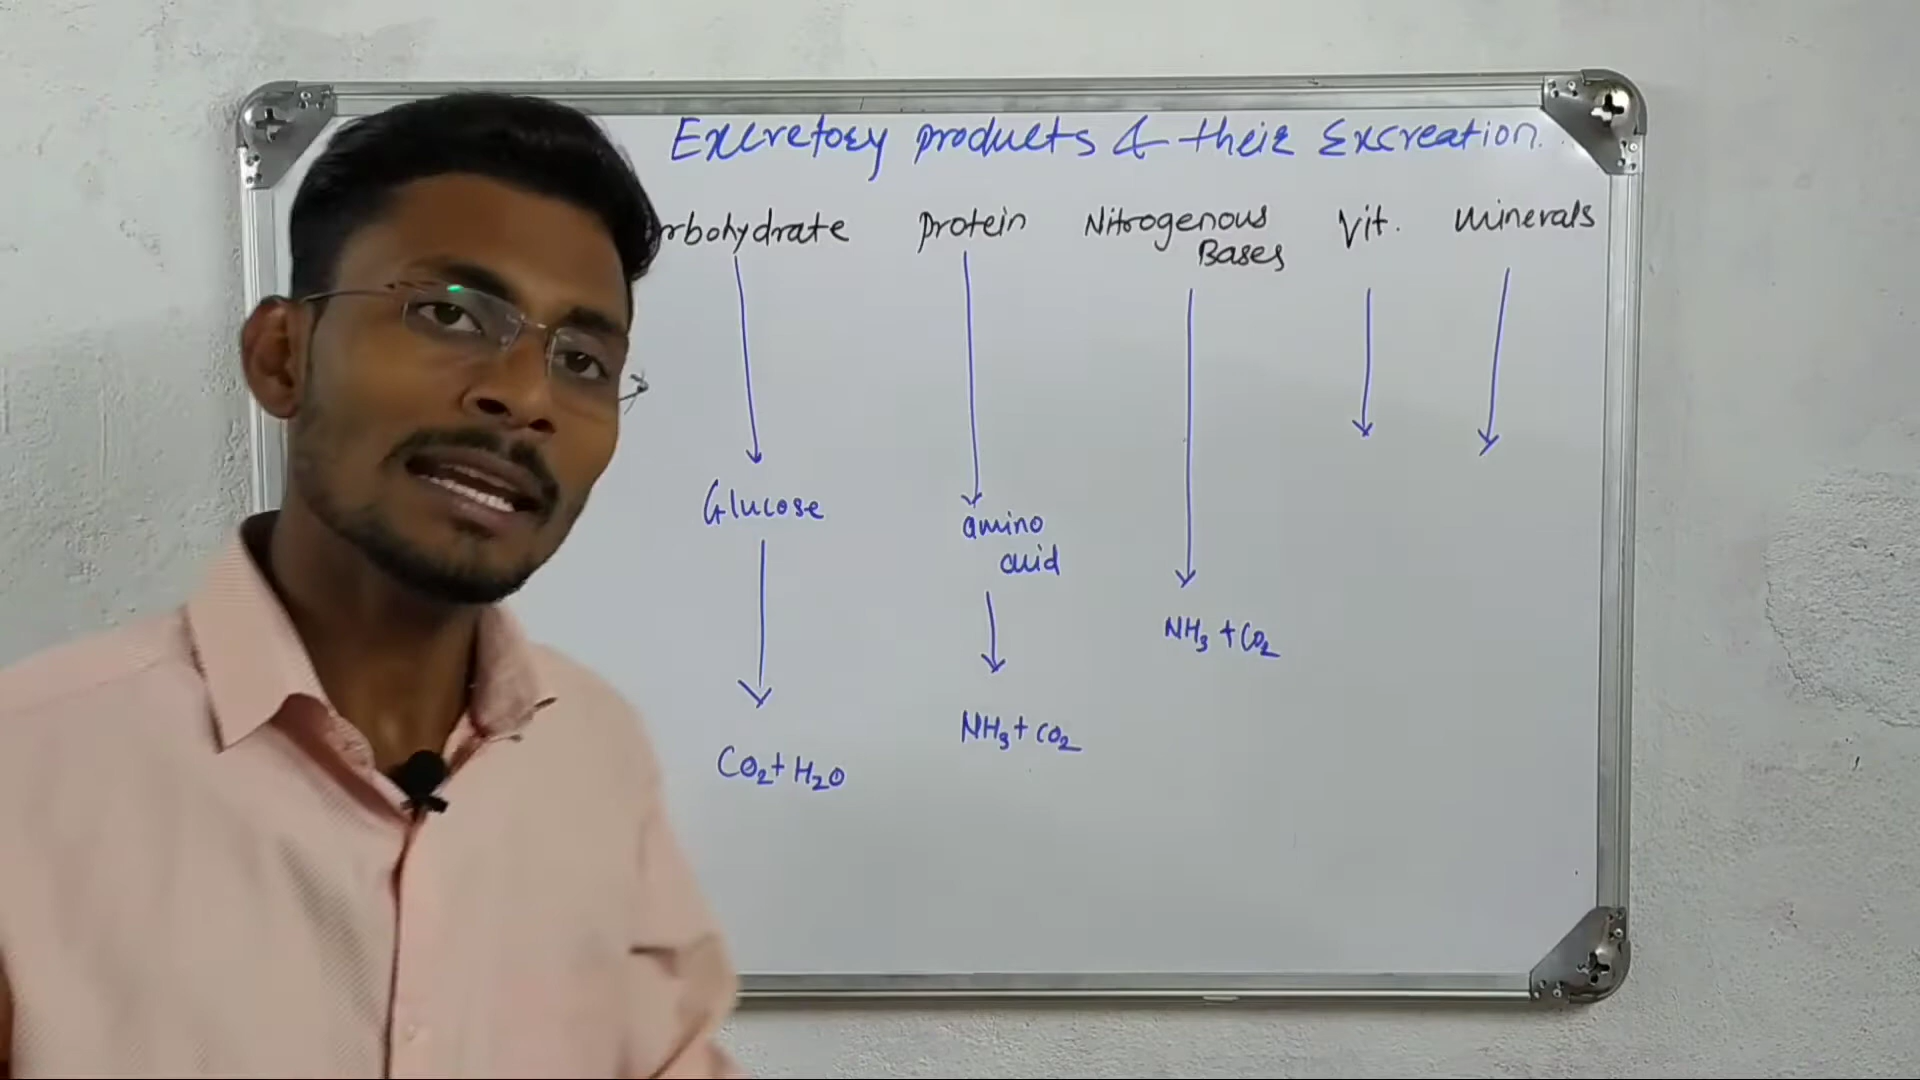 Excretory products & their Excreation.
rbohydrate
Protein
Nitrogenous
Bases
Vit.
Minerals
Glucose
amino
acid
NH3 + CO2
NH3 + CO2
CO2 + H2O